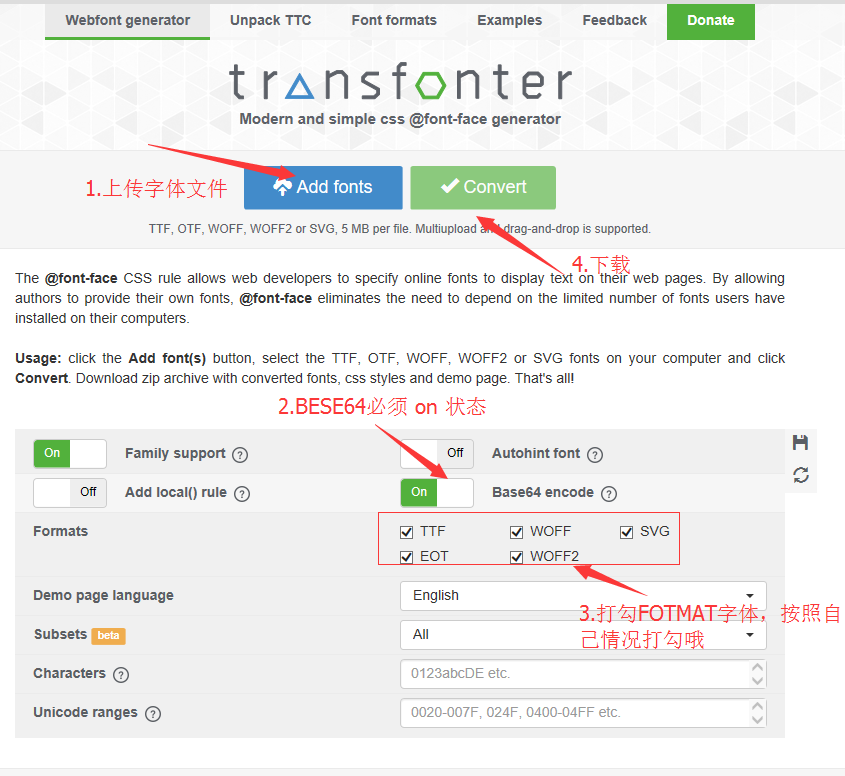 Webfont generator Unpack TTC Font formats Examples Feedback Donate
transfonter
Modern and simple css @font-face generator
1.上传字体文件
Add fonts Convert
TTF, OTF, WOFF, WOFF2 or SVG, 5 MB per file. Multiupload and drag-and-drop is supported.
4.下载
The @font-face CSS rule allows web developers to specify online fonts to display text on their web pages. By allowing
authors to provide their own fonts, @font-face eliminates the need to depend on the limited number of fonts users have
installed on their computers.
Usage: click the Add font(s) button, select the TTF, OTF, WOFF, WOFF2 or SVG fonts on your computer and click
Convert. Download zip archive with converted fonts, css styles and demo page. That's all!
2.BESE64必须 on 状态
On Family support ? Off Autohint font ?
Off Add local() rule ? On Base64 encode ?
Formats TTF WOFF SVG
EOT WOFF2
Demo page language English
3.打勾FOTMAT字体，按照自
己情况打勾哦
Subsets beta All
Characters ? 0123abcDE etc.
Unicode ranges ? 0020-007F, 024F, 0400-04FF etc.